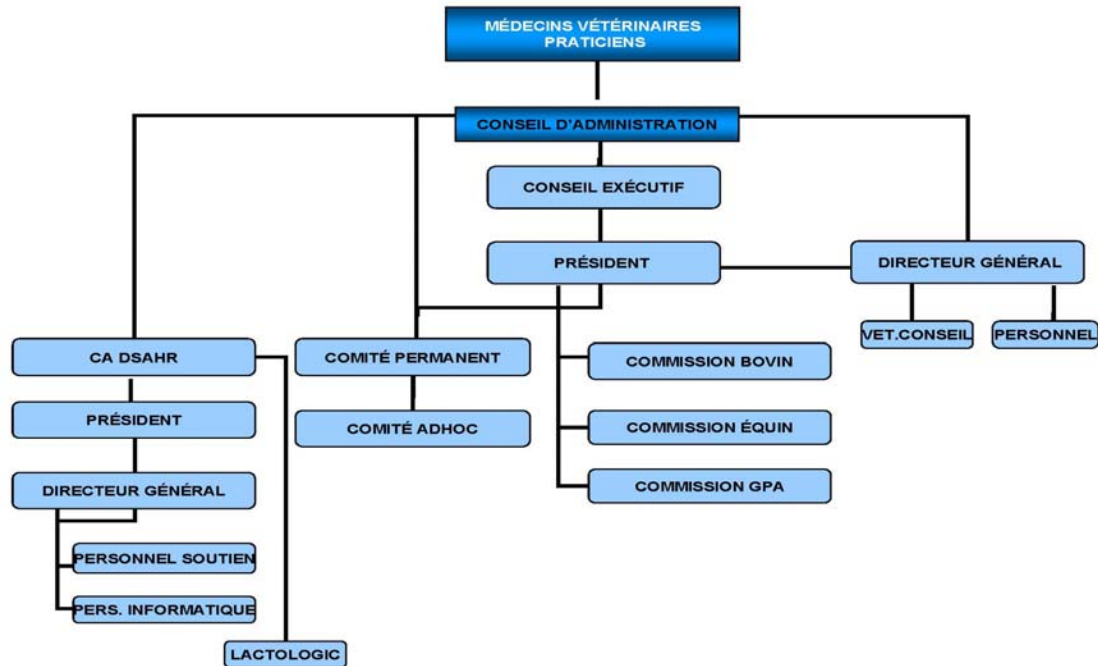 MÉDECINS VÉTÉRINAIRES
PRATICIENS
CONSEIL D'ADMINISTRATION
CONSEIL EXÉCUTIF
PRÉSIDENT
DIRECTEUR GÉNÉRAL
VET.CONSEIL
PERSONNEL
CA DSAHR
COMITÉ PERMANENT
COMMISSION BOVIN
PRÉSIDENT
COMITÉ ADHOC
COMMISSION ÉQUIN
DIRECTEUR GÉNÉRAL
COMMISSION GPA
PERSONNEL SOUTIEN
PERS. INFORMATIQUE
LACTOLOGIC